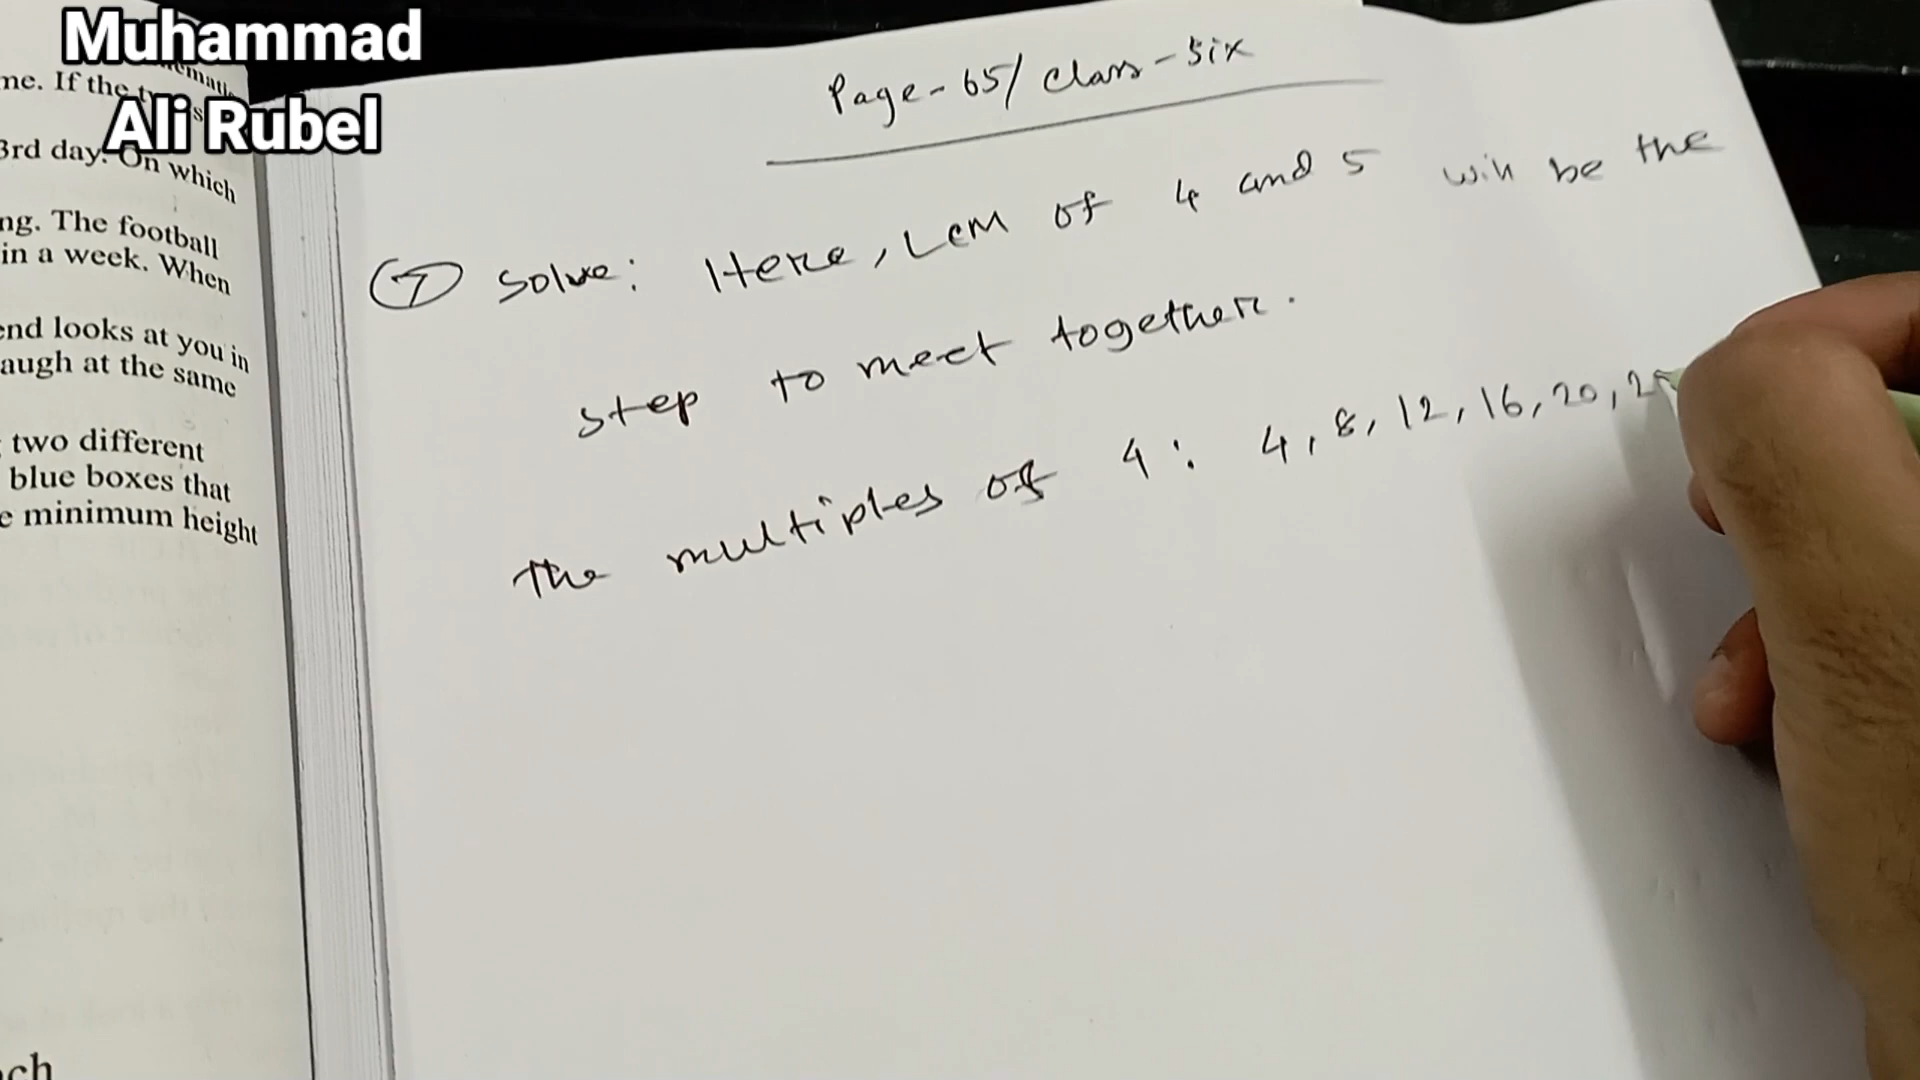 Muhammad
Ali Rubel
me. If the
3rd day. On which
ng. The football
in a week. When
end looks at you in
augh at the same
two different
blue boxes that
e minimum height
ch
Page-65/ Class-Six
7 Solve: Here, LCM of 4 and 5 will be the
step to meet together.
The multiples of 4: 4, 8, 12, 16, 20, 2